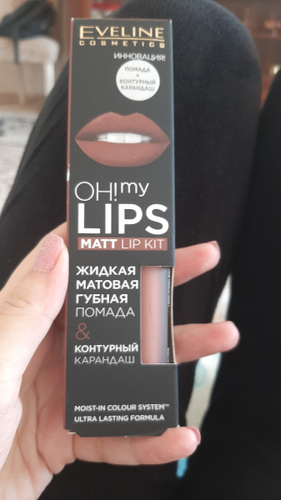 EVELINE
COSMETICS
ИННОВАЦИЯ!
ПОМАДА
+
КОНТУРНЫЙ
КАРАНДАШ
OH! my
LIPS
MATT LIP KIT
ЖИДКАЯ
МАТОВАЯ
ГУБНАЯ
ПОМАДА
&
КОНТУРНЫЙ
КАРАНДАШ
MOIST-IN COLOUR SYSTEM™
ULTRA LASTING FORMULA